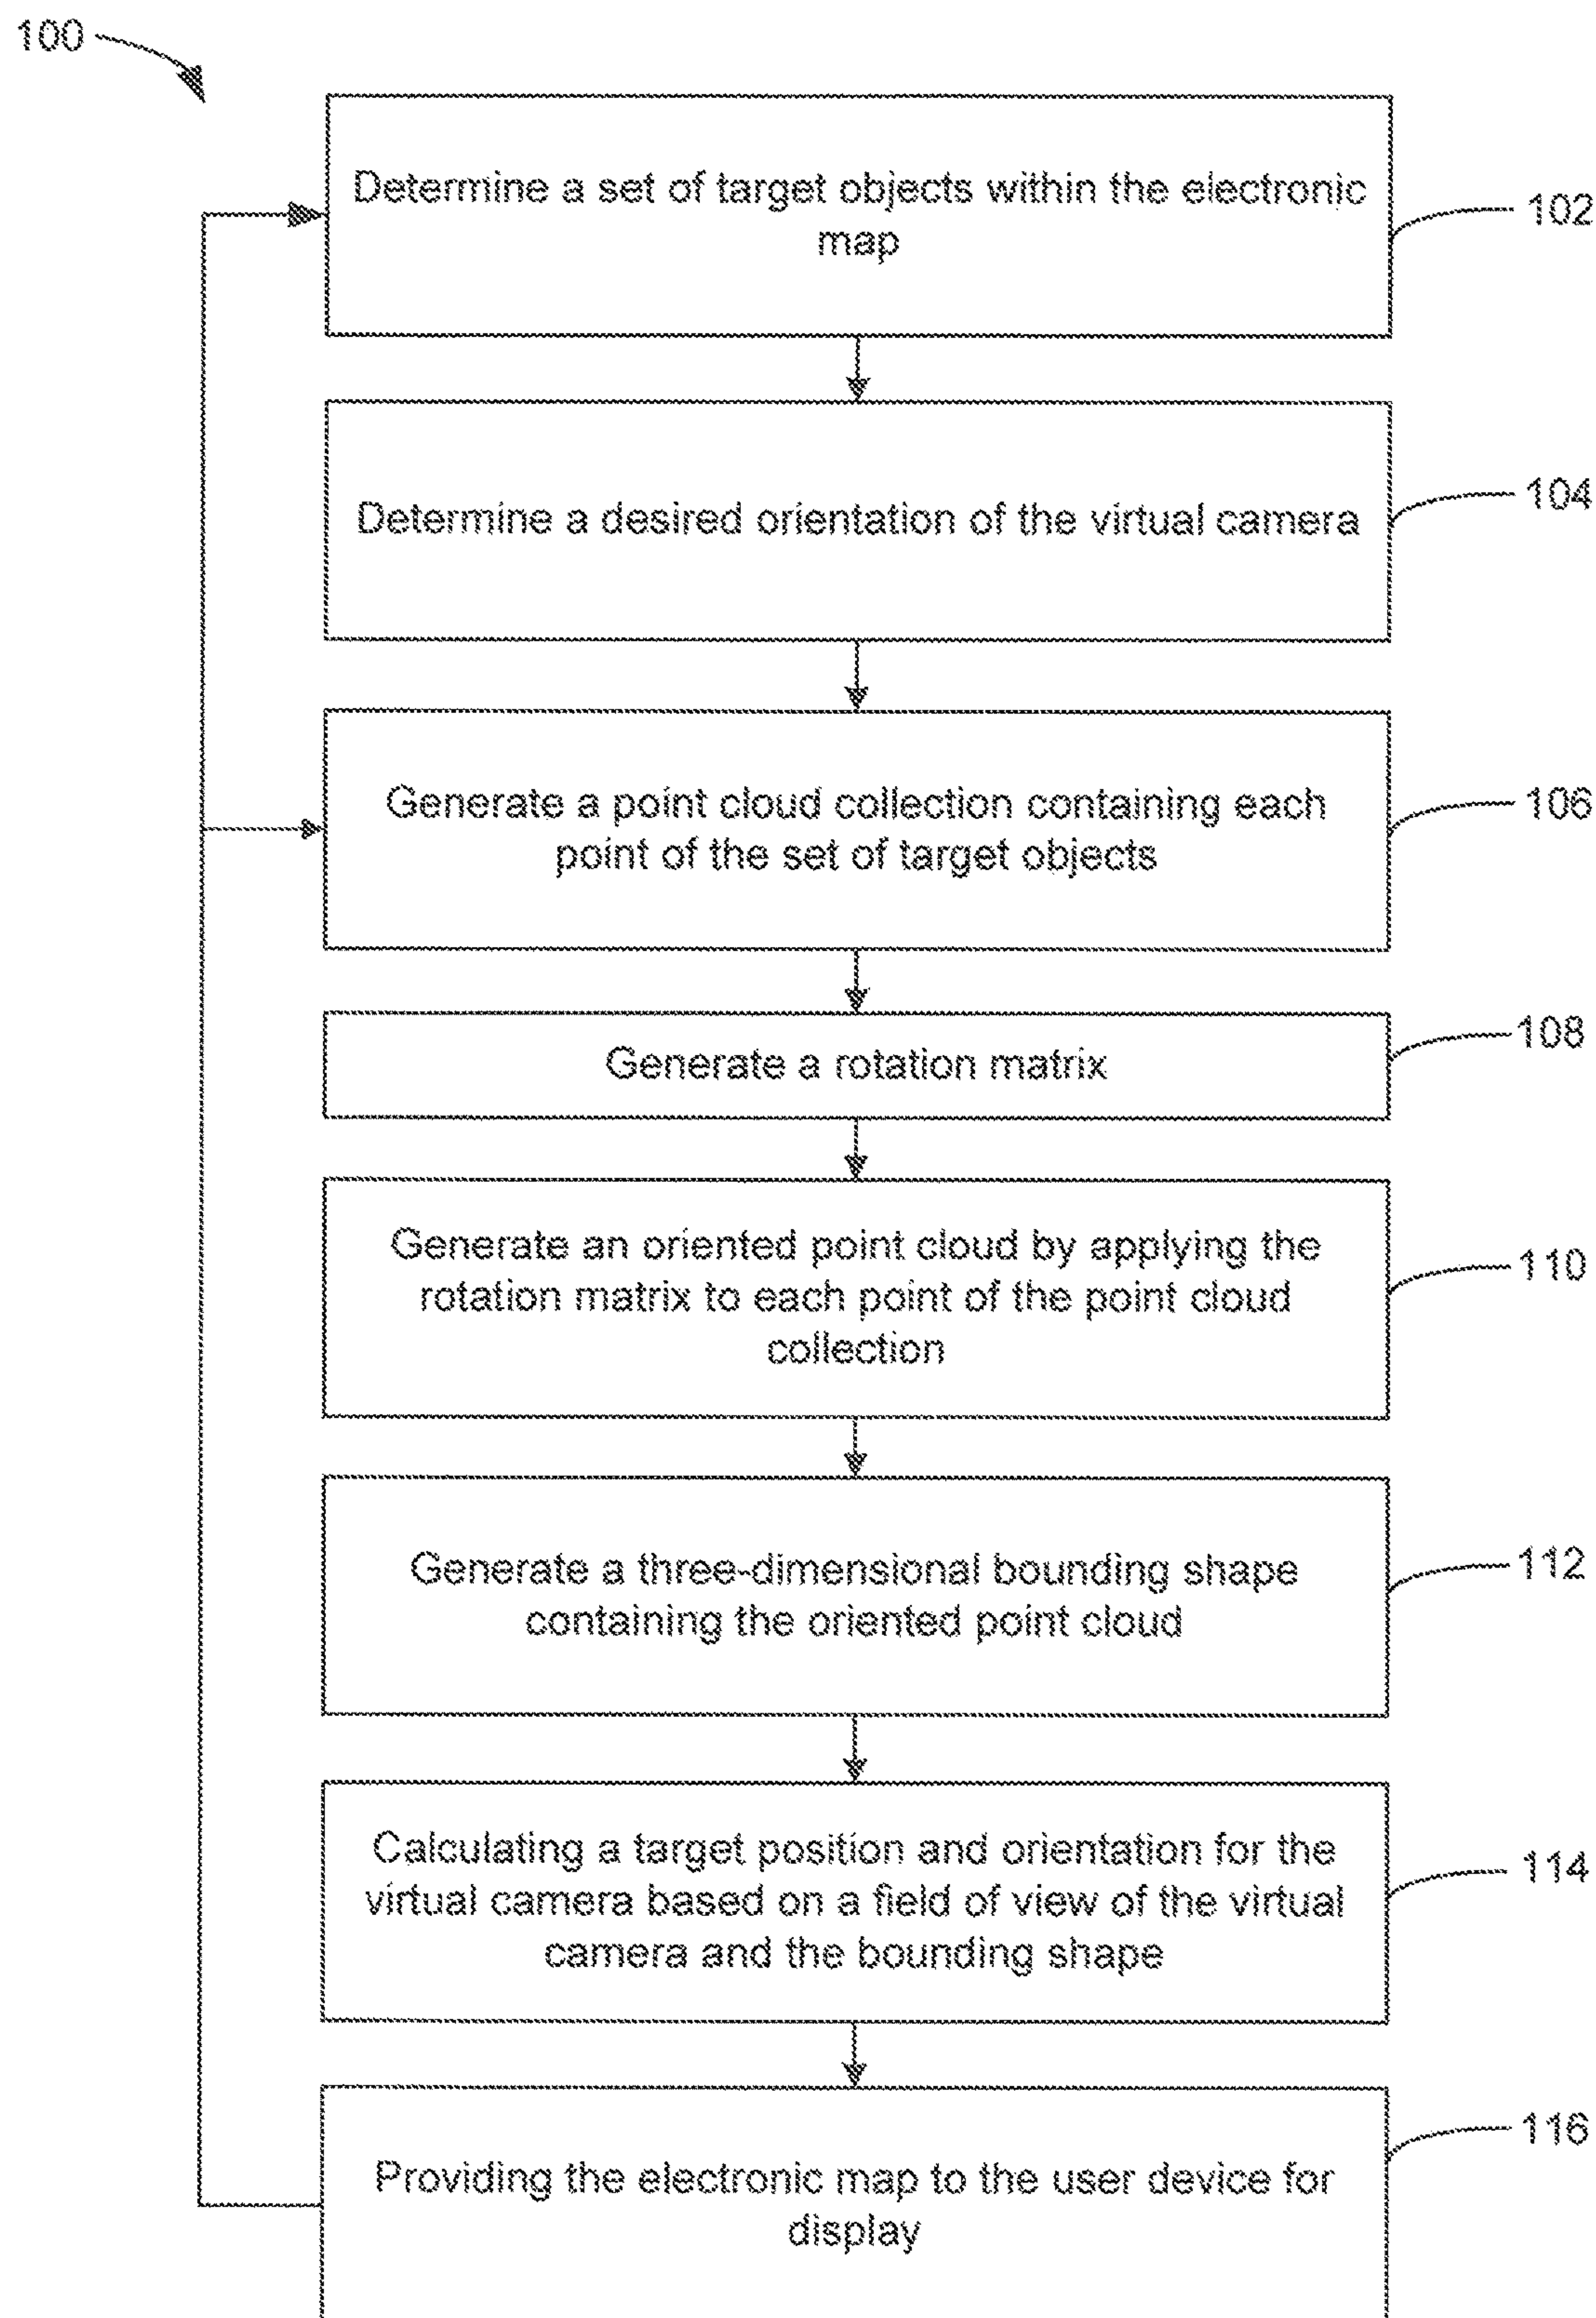 100
Determine a set of target objects within the electronic
map
102
Determine a desired orientation of the virtual camera
104
Generate a point cloud collection containing each
point of the set of target objects
106
Generate a rotation matrix
108
Generate an oriented point cloud by applying the
rotation matrix to each point of the point cloud
collection
110
Generate a three-dimensional bounding shape
containing the oriented point cloud
112
Calculating a target position and orientation for the
virtual camera based on a field of view of the virtual
camera and the bounding shape
114
Providing the electronic map to the user device for
display
116